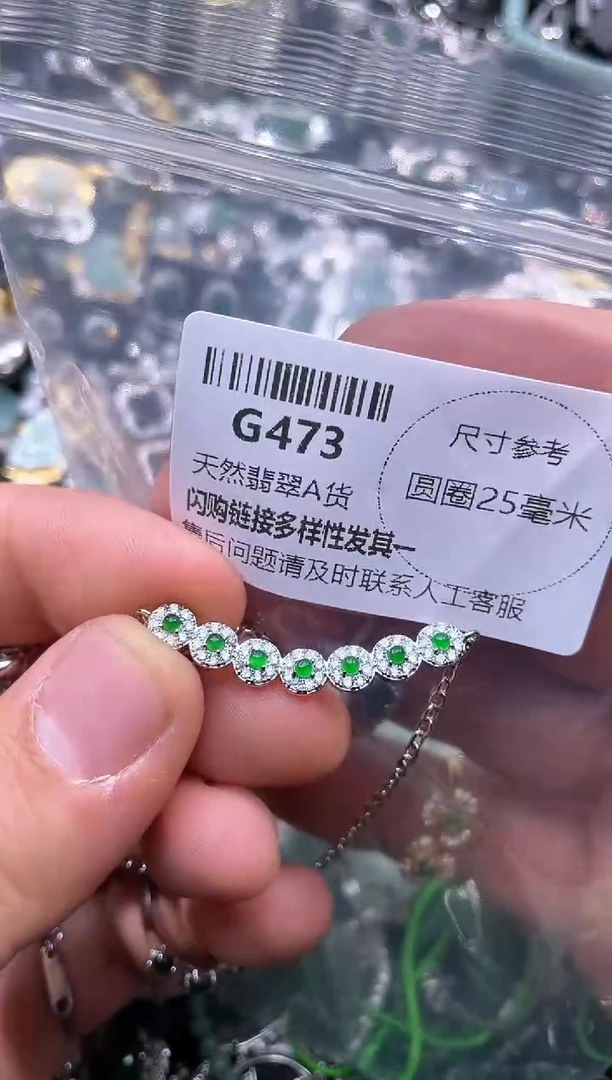 G473
天然翡翠A货
闪购链接多样性发其一
售后问题请及时联系人工客服
尺寸参考
圆圈25毫米